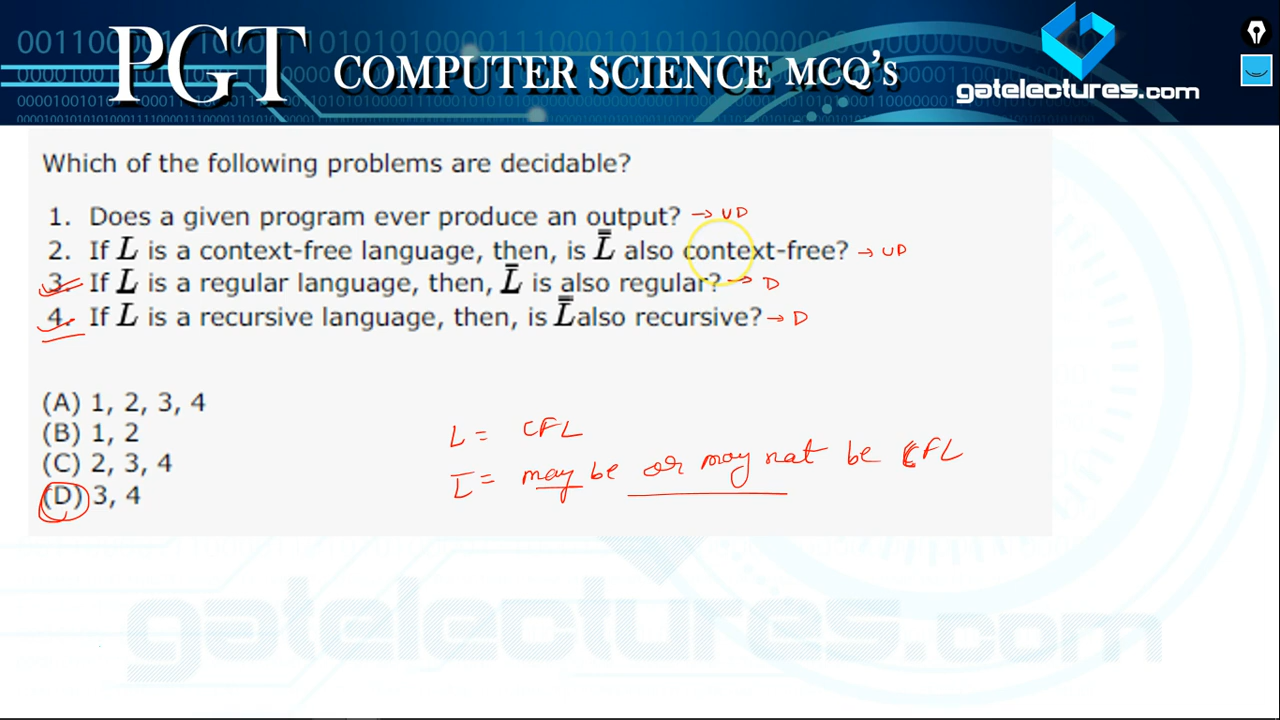 PGT COMPUTER SCIENCE MCQ's
gatelectures.com
Which of the following problems are decidable?
1. Does a given program ever produce an output? → UD
2. If L is a context-free language, then, is L̿ also context-free? → UD
3. If L is a regular language, then, L̄ is also regular? → D
4. If L is a recursive language, then, is L̿ also recursive? → D
(A) 1, 2, 3, 4
(B) 1, 2
(C) 2, 3, 4
(D) 3, 4
L = CFL
L̄ = may be or may not be CFL
gatelectures.com